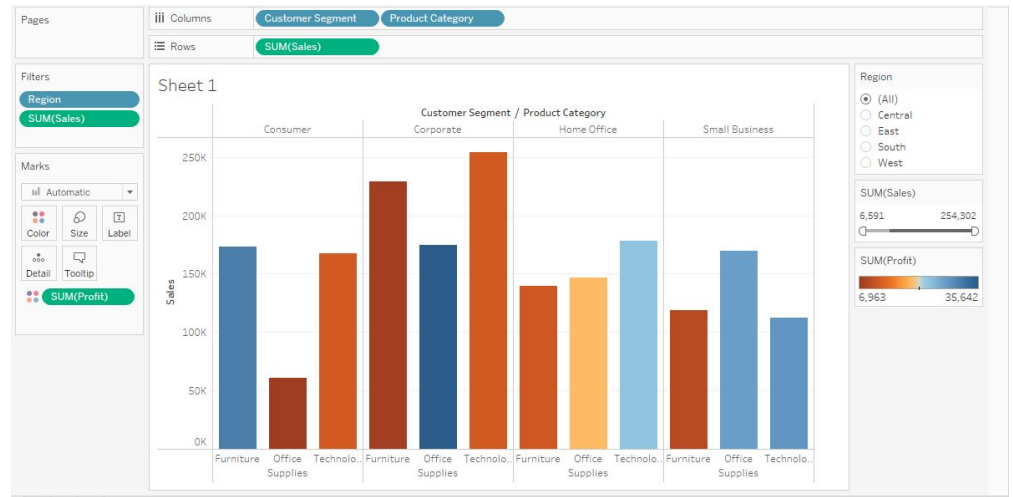 Pages
Columns
Customer Segment
Product Category
Rows
SUM(Sales)
Filters
Region
SUM(Sales)
Marks
Automatic
Color
Size
Label
Detail
Tooltip
SUM(Profit)
Sheet 1
Customer Segment / Product Category
Consumer
Corporate
Home Office
Small Business
Sales
250K
200K
150K
100K
50K
0K
Furniture
Office
Supplies
Technolo..
Furniture
Office
Supplies
Technolo..
Furniture
Office
Supplies
Technolo..
Furniture
Office
Supplies
Technolo..
Region
(All)
Central
East
South
West
SUM(Sales)
6,591 254,302
SUM(Profit)
6,963 35,642